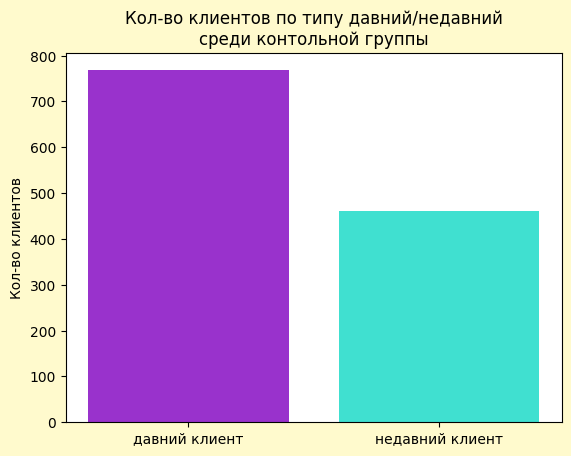 Кол-во клиентов по типу давний/недавний
среди контольной группы
Кол-во клиентов
800
700
600
500
400
300
200
100
0
давний клиент
недавний клиент